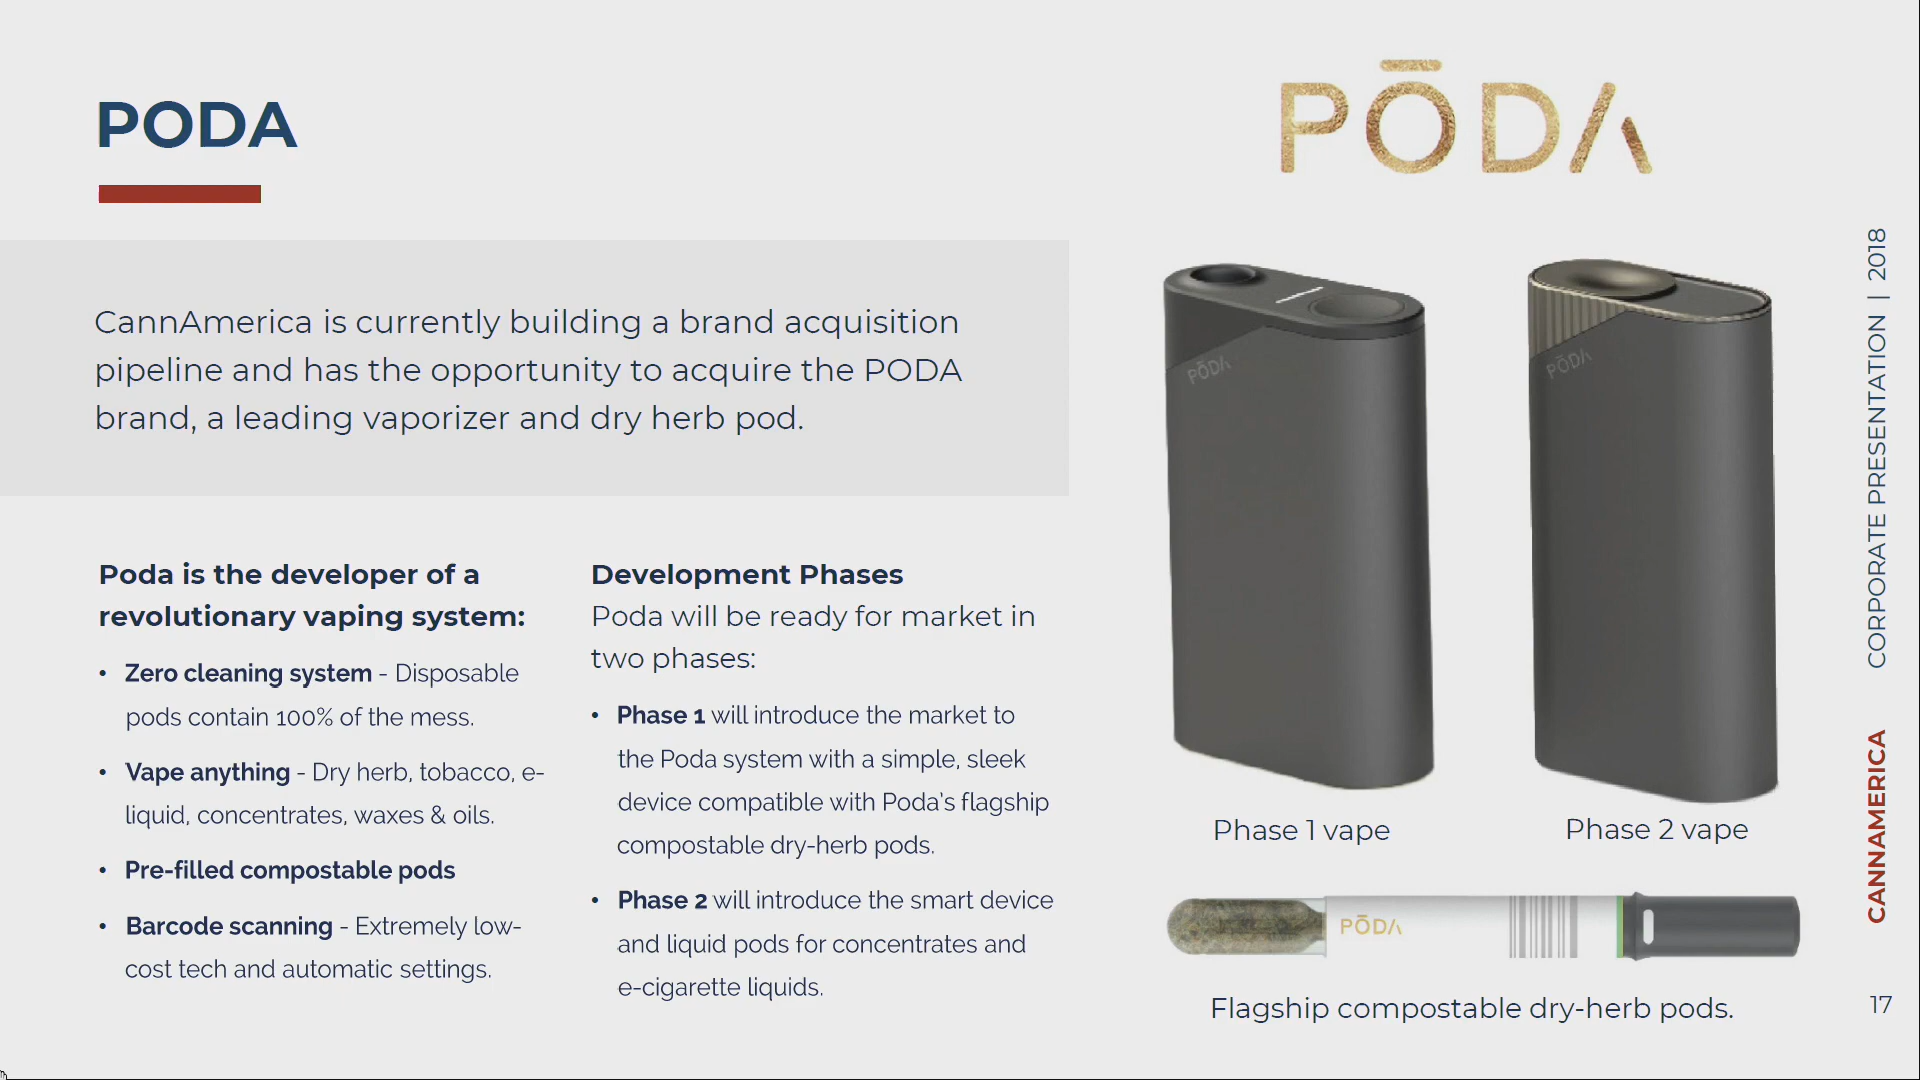 PODA
PŌDA
CannAmerica is currently building a brand acquisition
pipeline and has the opportunity to acquire the PODA
brand, a leading vaporizer and dry herb pod.
Poda is the developer of a
revolutionary vaping system:
• Zero cleaning system - Disposable
pods contain 100% of the mess.
• Vape anything - Dry herb, tobacco, e-
liquid, concentrates, waxes & oils.
• Pre-filled compostable pods
• Barcode scanning - Extremely low-
cost tech and automatic settings.
Development Phases
Poda will be ready for market in
two phases:
• Phase 1 will introduce the market to
the Poda system with a simple, sleek
device compatible with Poda's flagship
compostable dry-herb pods.
• Phase 2 will introduce the smart device
and liquid pods for concentrates and
e-cigarette liquids.
PŌDA
PŌDA
Phase 1 vape
Phase 2 vape
PŌDA
Flagship compostable dry-herb pods.
CANNAMERICA CORPORATE PRESENTATION | 2018
17